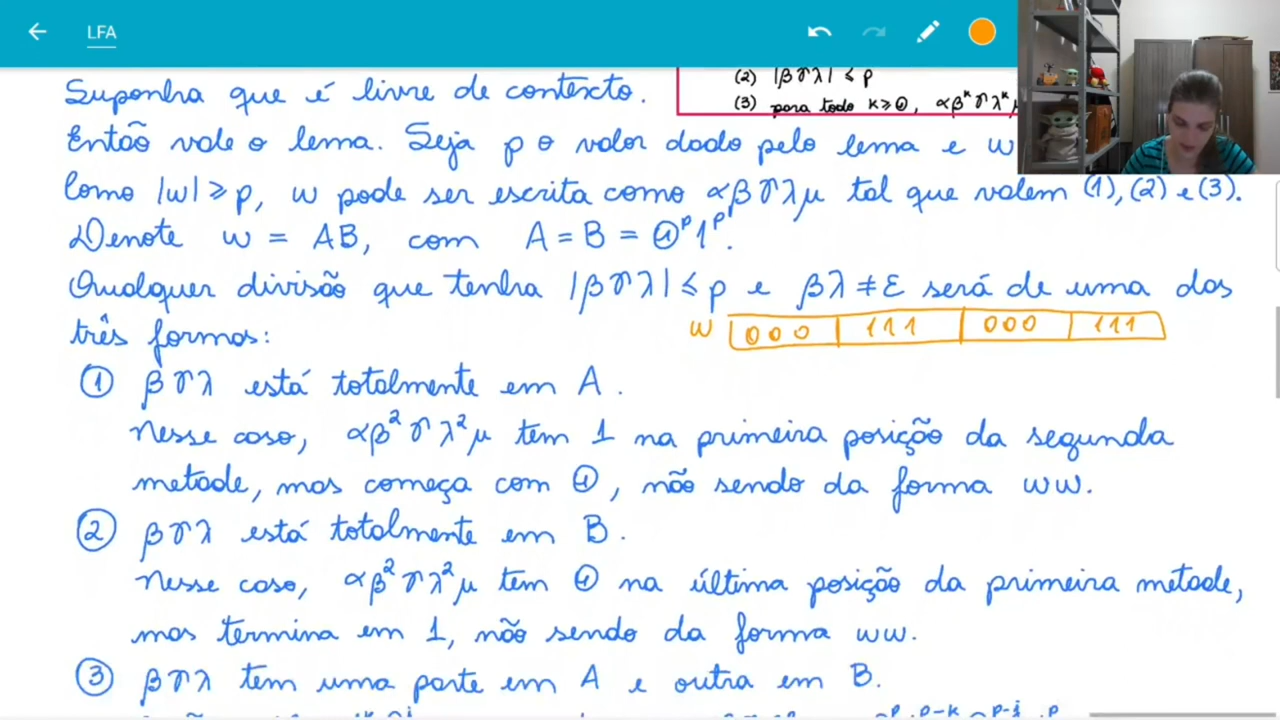 LFA
(2) |βγλ| ≤ p
(3) para todo k ≥ 0, αβᵏγλᵏμ
Suponha que é livre de contexto.
Então vale o lema. Seja p o valor dado pelo lema e w
Como |w| ≥ p, w pode ser escrita como αβγλμ tal que valem (1), (2) e (3).
Denote w = AB, com A = B = 0ᵖ1ᵖ.
Qualquer divisão que tenha |βγλ| ≤ p e βλ ≠ ε será de uma das
três formas:
w 000 111 000 111
① βγλ está totalmente em A.
Nesse caso, αβ²γλ²μ tem 1 na primeira posição da segunda
metade, mas começa com 0, não sendo da forma ww.
② βγλ está totalmente em B.
Nesse caso, αβ²γλ²μ tem 0 na última posição da primeira metade,
mas termina em 1, não sendo da forma ww.
③ βγλ tem uma parte em A e outra em B.